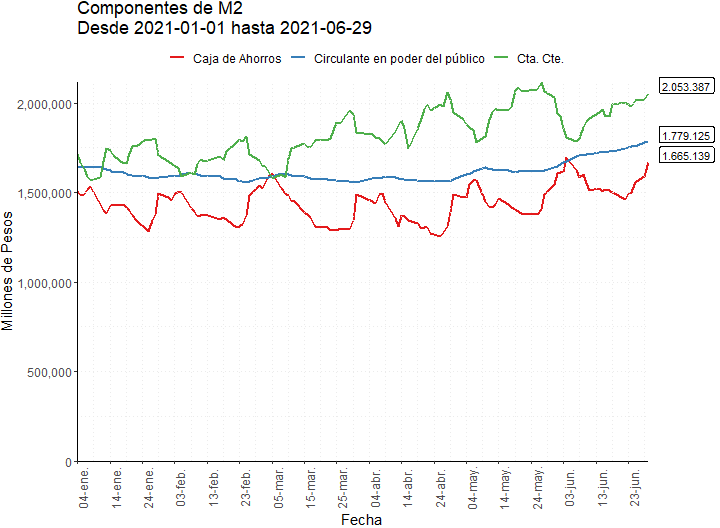 Componentes de M2
Desde 2021-01-01 hasta 2021-06-29
Caja de Ahorros Circulante en poder del público Cta. Cte.
2.053.387
1.779.125
1.665.139
2,000,000
1,500,000
1,000,000
500,000
0
Millones de Pesos
04-ene. 14-ene. 24-ene. 03-feb. 13-feb. 23-feb. 05-mar. 15-mar. 25-mar. 04-abr. 14-abr. 24-abr. 04-may. 14-may. 24-may. 03-jun. 13-jun. 23-jun.
Fecha